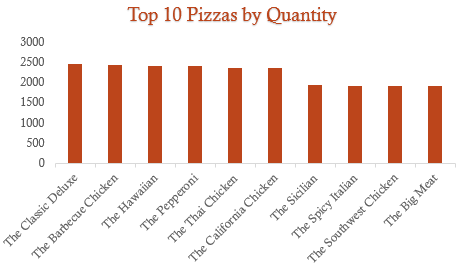 Top 10 Pizzas by Quantity
3000
2500
2000
1500
1000
500
0
The Classic Deluxe
The Barbecue Chicken
The Hawaiian
The Pepperoni
The Thai Chicken
The California Chicken
The Sicilian
The Spicy Italian
The Southwest Chicken
The Big Meat